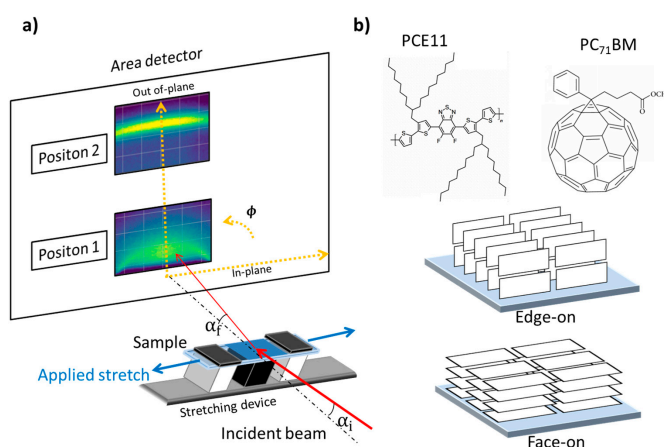 a)
Area detector
Out of-plane
Positon 2
Positon 1
ϕ
In-plane
αf
Sample
Applied stretch
Stretching device
Incident beam
αi
b)
PCE11
PC71BM
N S N
S
S
S
S
F F
n
O
OCH
Edge-on
Face-on